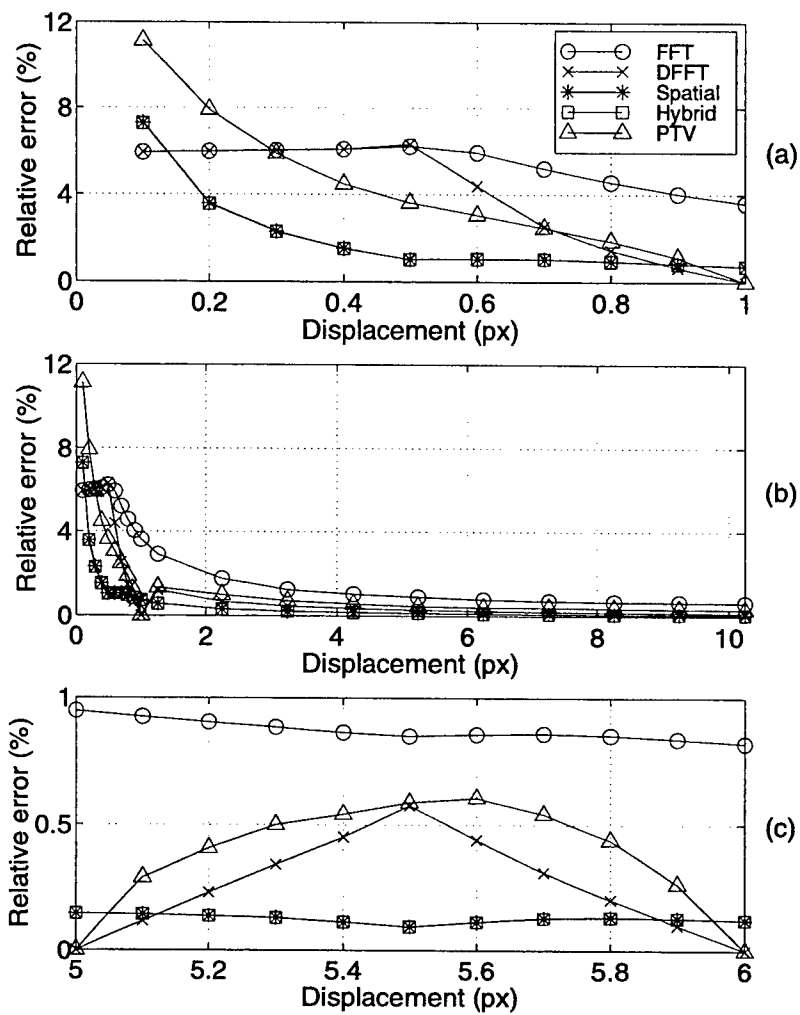 12
8
4
0
Relative error (%)
FFT
DFFT
Spatial
Hybrid
PTV
(a)
0 0.2 0.4 0.6 0.8 1
Displacement (px)
12
8
4
0
Relative error (%)
(b)
0 2 4 6 8 10
Displacement (px)
1
0.5
0
Relative error (%)
(c)
5 5.2 5.4 5.6 5.8 6
Displacement (px)